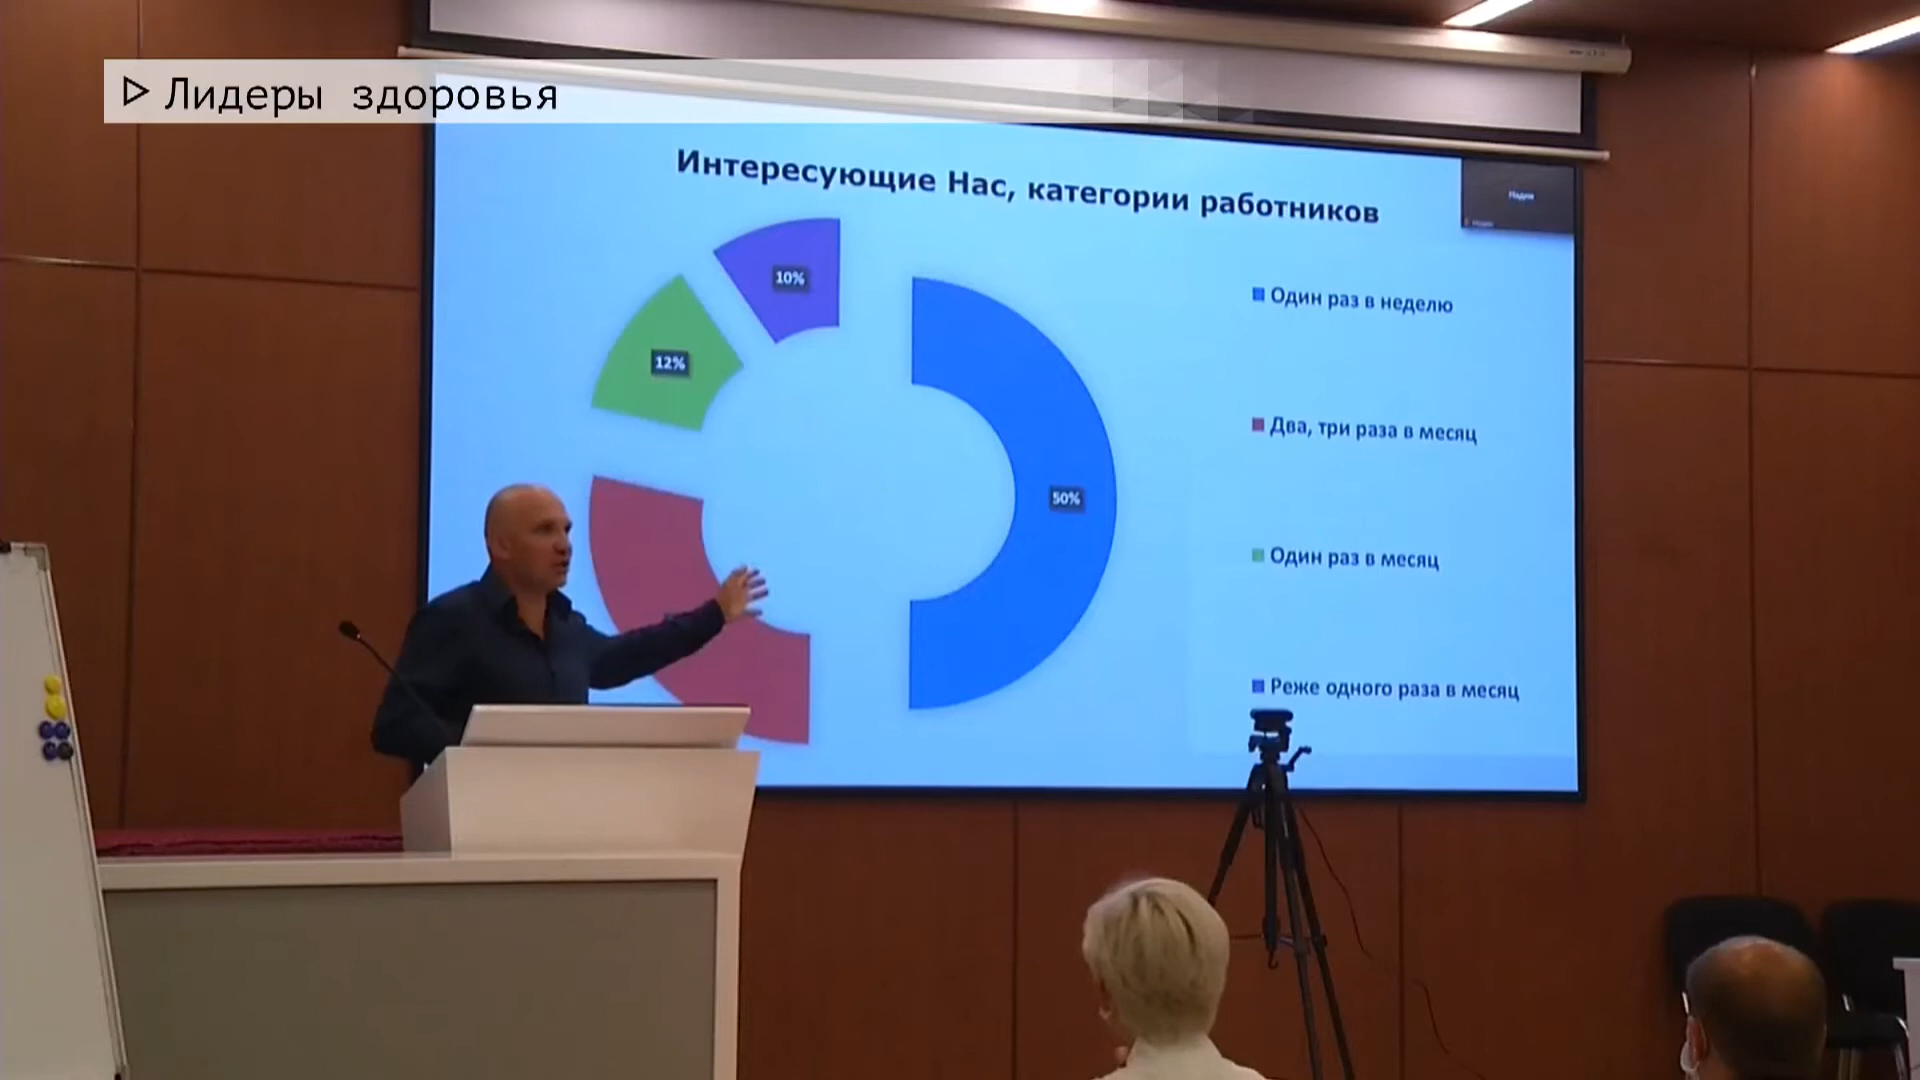 Лидеры здоровья
Интересующие Нас, категории работников
10%
12%
50%
Один раз в неделю
Два, три раза в месяц
Один раз в месяц
Реже одного раза в месяц